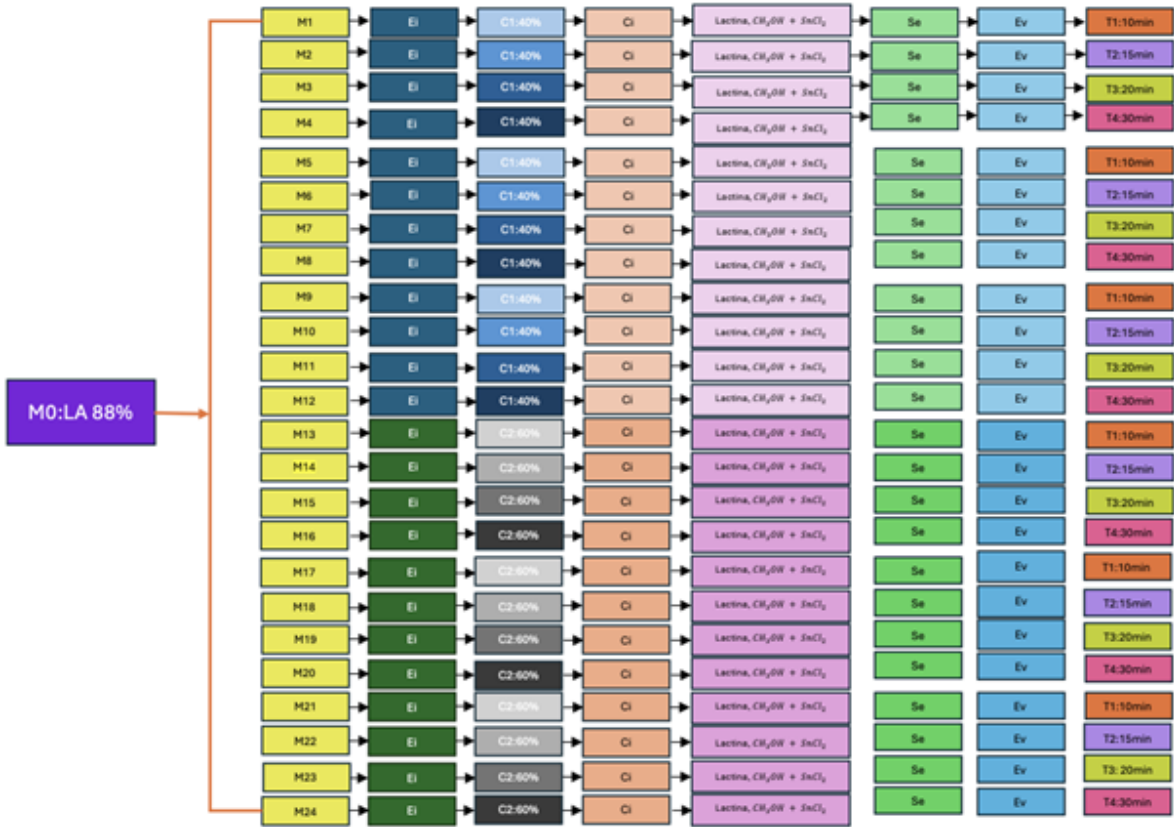 M0:LA 88%
M1 Ei C1:40% Ci Lactina, CH₃OH + SnCl₂ Se Ev T1:10min
M2 Ei C1:40% Ci Lactina, CH₃OH + SnCl₂ Se Ev T2:15min
M3 Ei C1:40% Ci Lactina, CH₃OH + SnCl₂ Se Ev T3:20min
M4 Ei C1:40% Ci Lactina, CH₃OH + SnCl₂ Se Ev T4:30min
M5 Ei C1:40% Ci Lactina, CH₃OH + SnCl₂ Se Ev T1:10min
M6 Ei C1:40% Ci Lactina, CH₃OH + SnCl₂ Se Ev T2:15min
M7 Ei C1:40% Ci Lactina, CH₃OH + SnCl₂ Se Ev T3:20min
M8 Ei C1:40% Ci Lactina, CH₃OH + SnCl₂ Se Ev T4:30min
M9 Ei C1:40% Ci Lactina, CH₃OH + SnCl₂ Se Ev T1:10min
M10 Ei C1:40% Ci Lactina, CH₃OH + SnCl₂ Se Ev T2:15min
M11 Ei C1:40% Ci Lactina, CH₃OH + SnCl₂ Se Ev T3:20min
M12 Ei C1:40% Ci Lactina, CH₃OH + SnCl₂ Se Ev T4:30min
M13 Ei C2:60% Ci Lactina, CH₃OH + SnCl₂ Se Ev T1:10min
M14 Ei C2:60% Ci Lactina, CH₃OH + SnCl₂ Se Ev T2:15min
M15 Ei C2:60% Ci Lactina, CH₃OH + SnCl₂ Se Ev T3:20min
M16 Ei C2:60% Ci Lactina, CH₃OH + SnCl₂ Se Ev T4:30min
M17 Ei C2:60% Ci Lactina, CH₃OH + SnCl₂ Se Ev T1:10min
M18 Ei C2:60% Ci Lactina, CH₃OH + SnCl₂ Se Ev T2:15min
M19 Ei C2:60% Ci Lactina, CH₃OH + SnCl₂ Se Ev T3:20min
M20 Ei C2:60% Ci Lactina, CH₃OH + SnCl₂ Se Ev T4:30min
M21 Ei C2:60% Ci Lactina, CH₃OH + SnCl₂ Se Ev T1:10min
M22 Ei C2:60% Ci Lactina, CH₃OH + SnCl₂ Se Ev T2:15min
M23 Ei C2:60% Ci Lactina, CH₃OH + SnCl₂ Se Ev T3: 20min
M24 Ei C2:60% Ci Lactina, CH₃OH + SnCl₂ Se Ev T4:30min